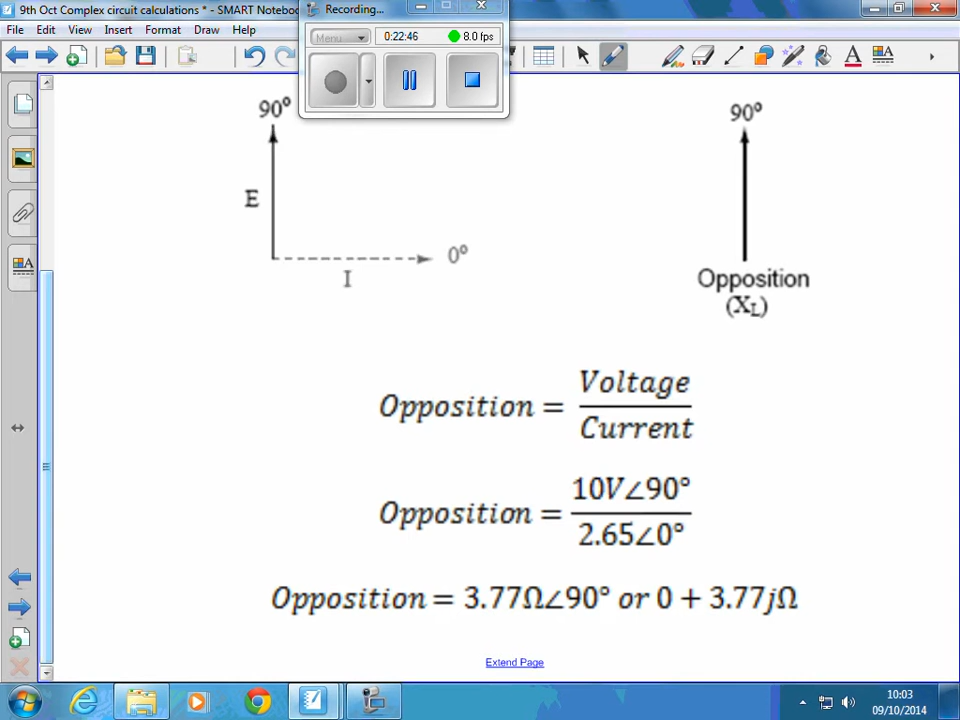 9th Oct Complex circuit calculations * - SMART Noteboo
Recording...
File Edit View Insert Format Draw Help
Menu 0:22:46 8.0 fps
90°
E
0°
I
90°
Opposition
(XL)
Opposition = Voltage / Current
Opposition = 10V∠90° / 2.65∠0°
Opposition = 3.77Ω∠90° or 0 + 3.77jΩ
Extend Page
10:03
09/10/2014